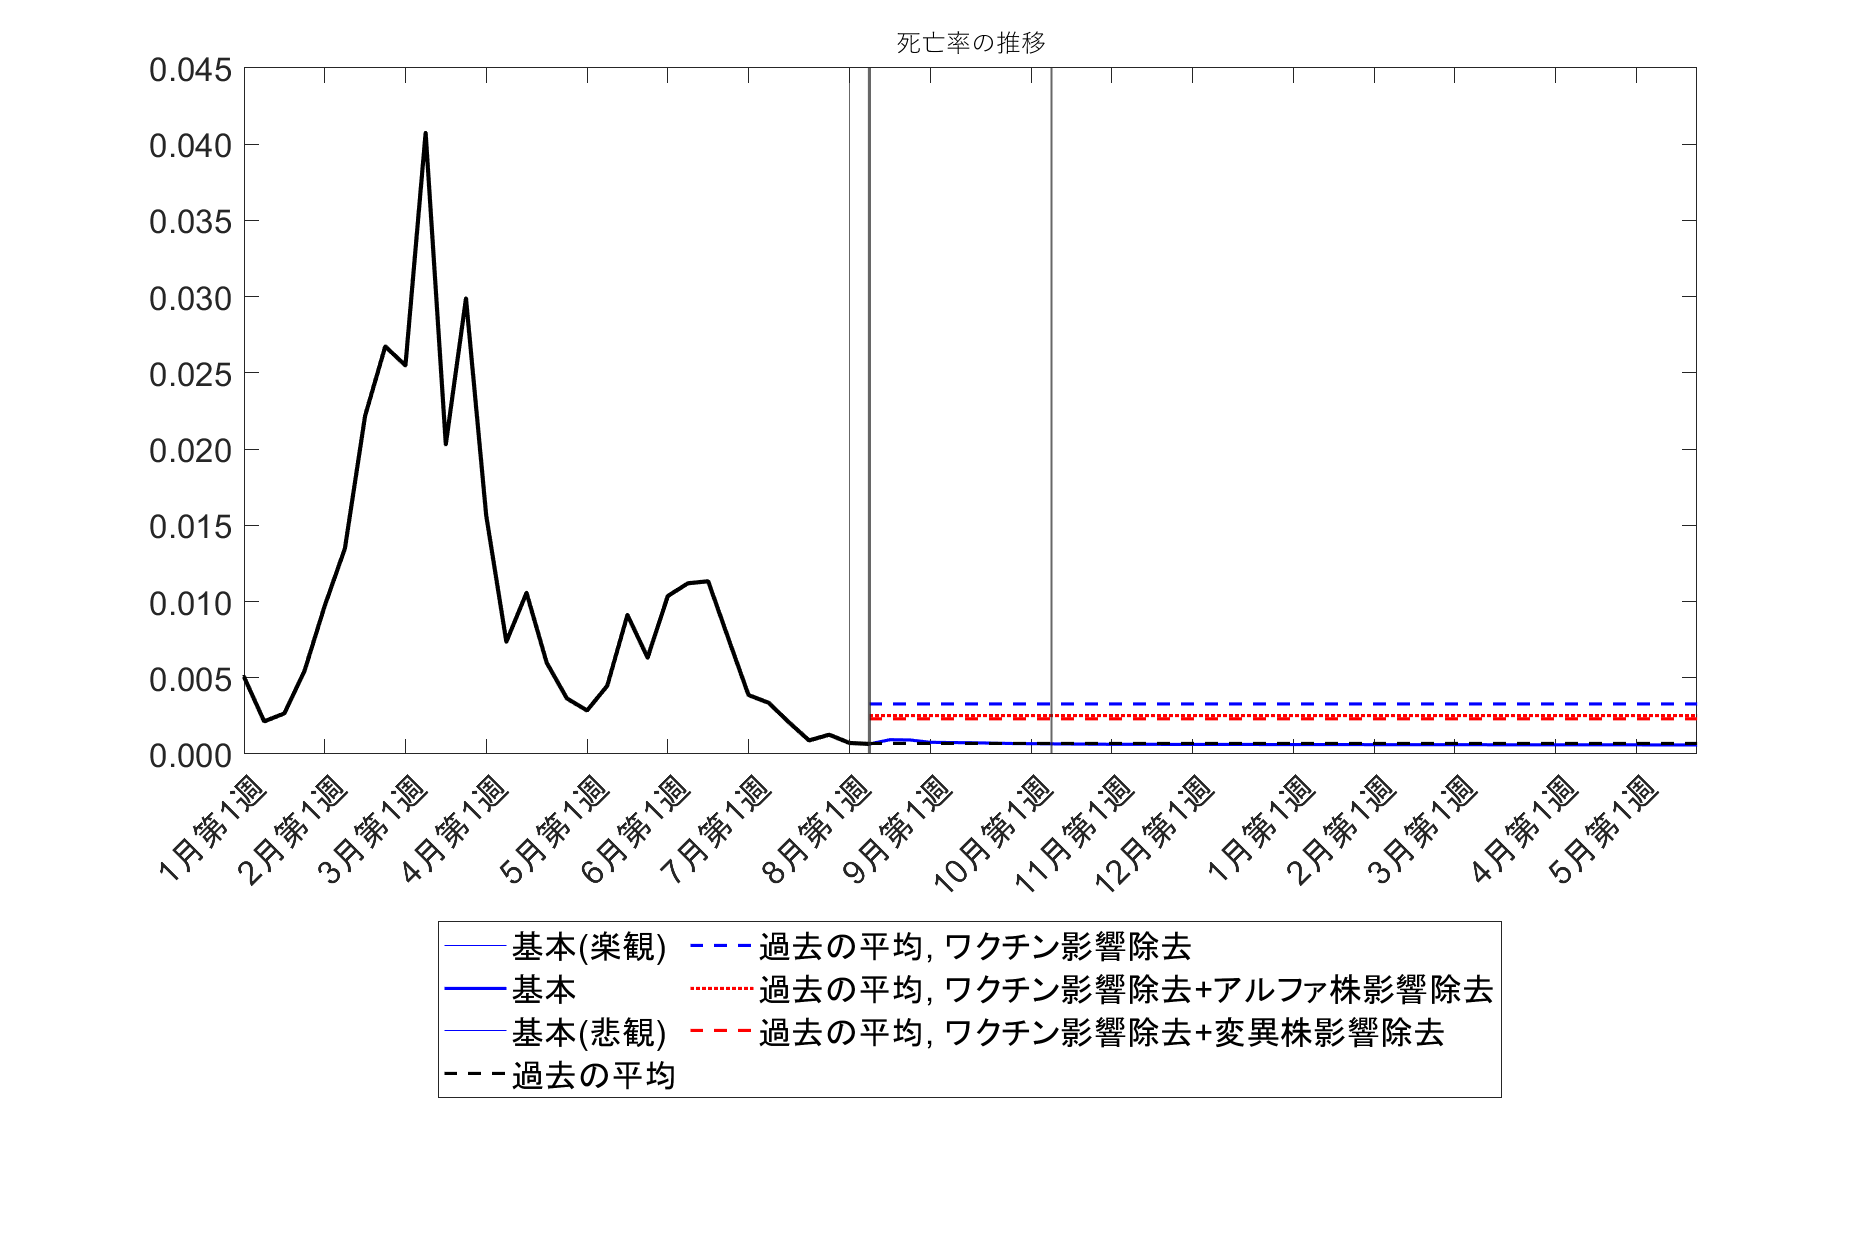 死亡率の推移
0.045
0.040
0.035
0.030
0.025
0.020
0.015
0.010
0.005
0.000
1月第1週
2月第1週
3月第1週
4月第1週
5月第1週
6月第1週
7月第1週
8月第1週
9月第1週
10月第1週
11月第1週
12月第1週
1月第1週
2月第1週
3月第1週
4月第1週
5月第1週
基本(楽観)
基本
基本(悲観)
過去の平均
過去の平均, ワクチン影響除去
過去の平均, ワクチン影響除去+アルファ株影響除去
過去の平均, ワクチン影響除去+変異株影響除去